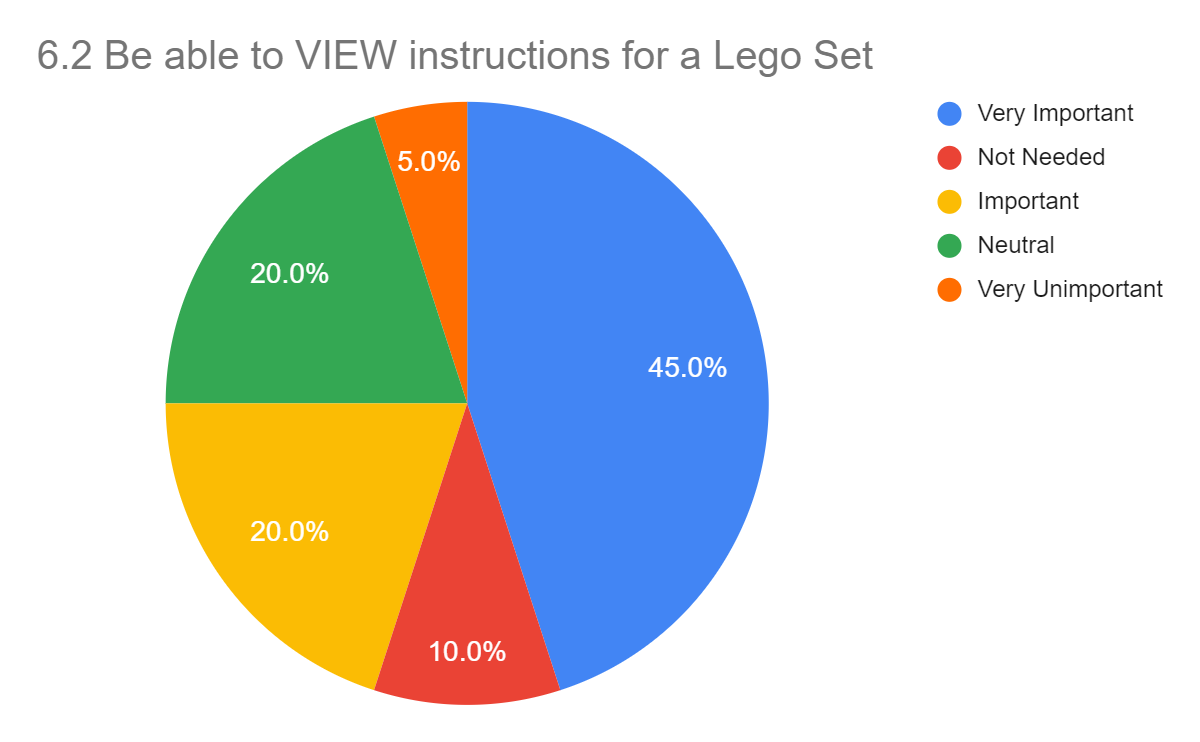 6.2 Be able to VIEW instructions for a Lego Set
Very Important
Not Needed
Important
Neutral
Very Unimportant
5.0%
20.0%
45.0%
20.0%
10.0%